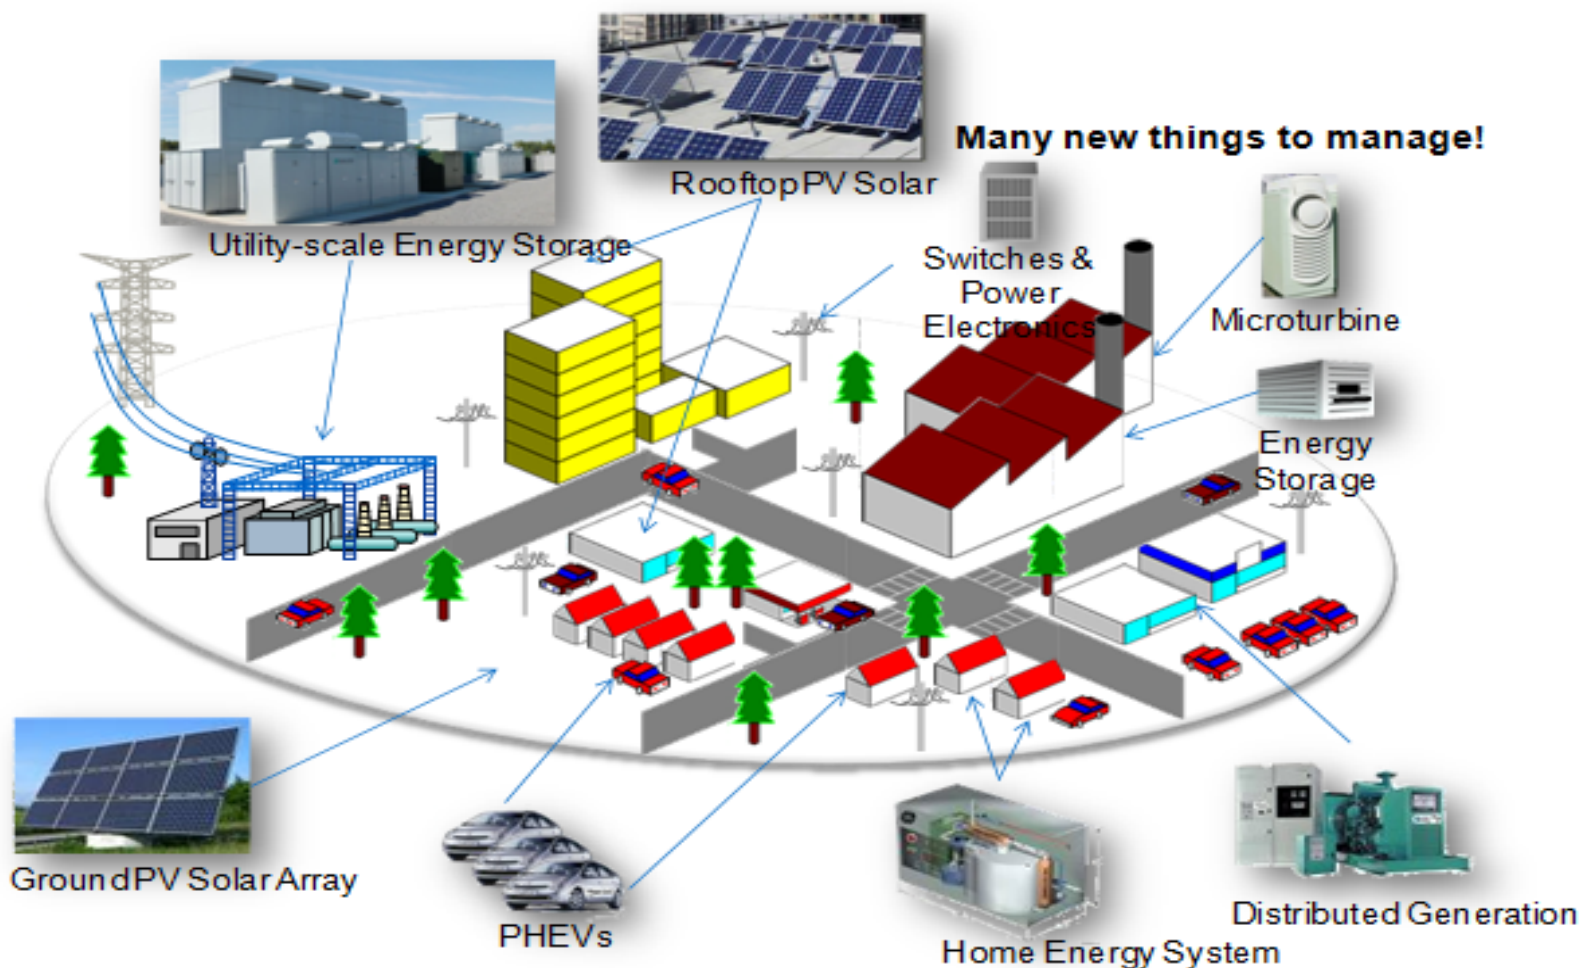 Many new things to manage!
Rooftop PV Solar
Utility-scale Energy Storage
Switches &
Power
Electronics
Microturbine
Energy
Storage
Ground PV Solar Array
PHEVs
Home Energy System
Distributed Generation